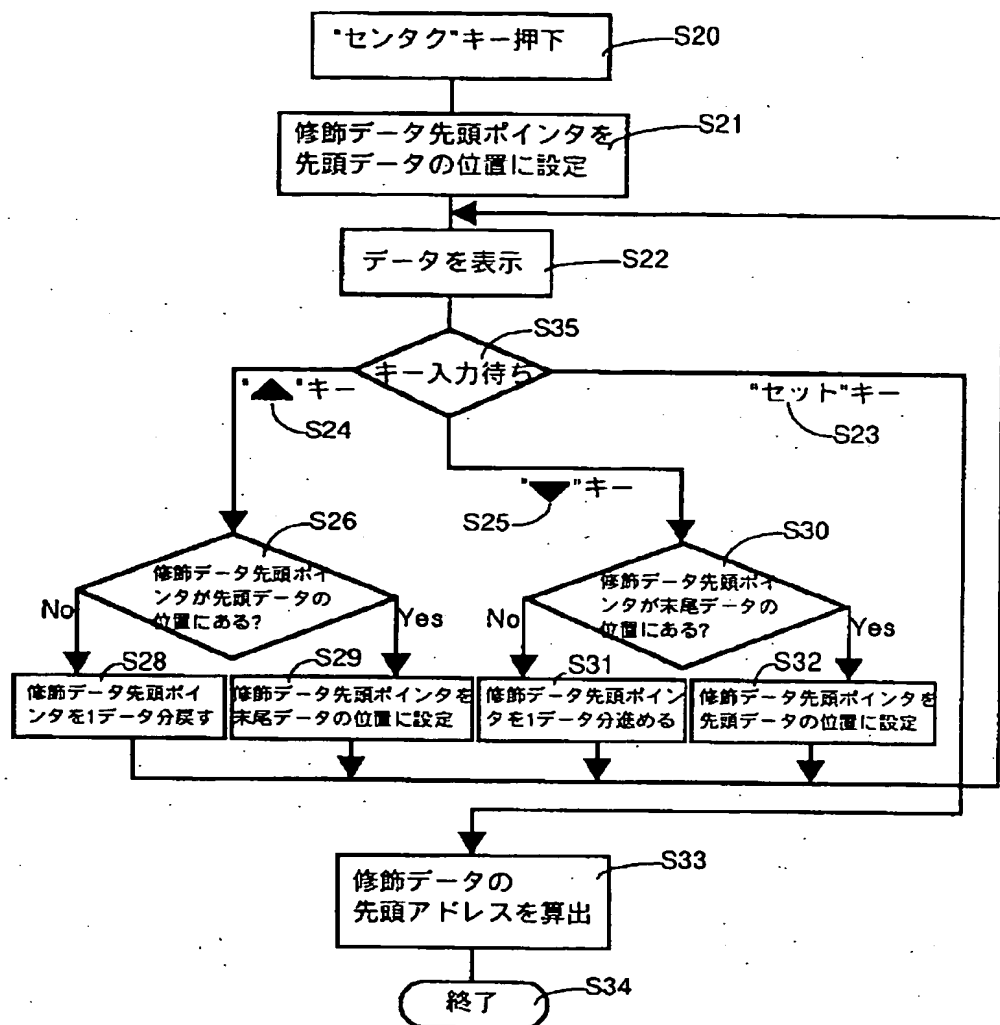 "センタク"キー押下
S20
修飾データ先頭ポインタを
先頭データの位置に設定
S21
データを表示
S22
S35
キー入力待ち
"▲"キー
S24
"セット"キー
S23
"▼"キー
S25
S26
修飾データ先頭ポイ
ンタが先頭データの
位置にある?
No
Yes
S30
修飾データ先頭ポイ
ンタが末尾データの
位置にある?
No
Yes
S28
修飾データ先頭ポイ
ンタを1データ分戻す
S29
修飾データ先頭ポインタを
末尾データの位置に設定
S31
修飾データ先頭ポイン
タを1データ分進める
S32
修飾データ先頭ポインタを
先頭データの位置に設定
S33
修飾データの
先頭アドレスを算出
終了
S34